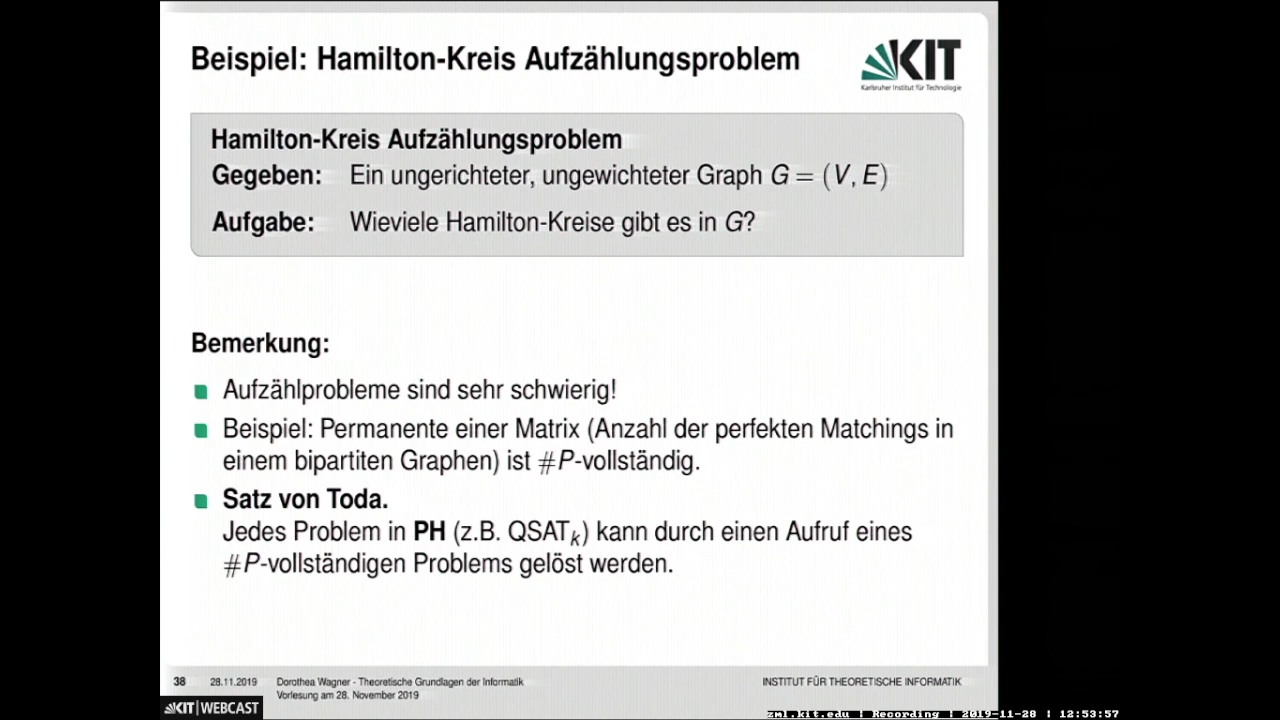 Beispiel: Hamilton-Kreis Aufzählungsproblem
KIT
Karlsruher Institut für Technologie
Hamilton-Kreis Aufzählungsproblem
Gegeben: Ein ungerichteter, ungewichteter Graph G = (V, E)
Aufgabe: Wieviele Hamilton-Kreise gibt es in G?
Bemerkung:
Aufzählprobleme sind sehr schwierig!
Beispiel: Permanente einer Matrix (Anzahl der perfekten Matchings in
einem bipartiten Graphen) ist #P-vollständig.
Satz von Toda.
Jedes Problem in PH (z.B. QSATk) kann durch einen Aufruf eines
#P-vollständigen Problems gelöst werden.
38 28.11.2019 Dorothea Wagner - Theoretische Grundlagen der Informatik INSTITUT FÜR THEORETISCHE INFORMATIK
Vorlesung am 28. November 2019
KIT | WEBCAST
zml.kit.edu | Recording | 2019-11-28 | 12:53:57